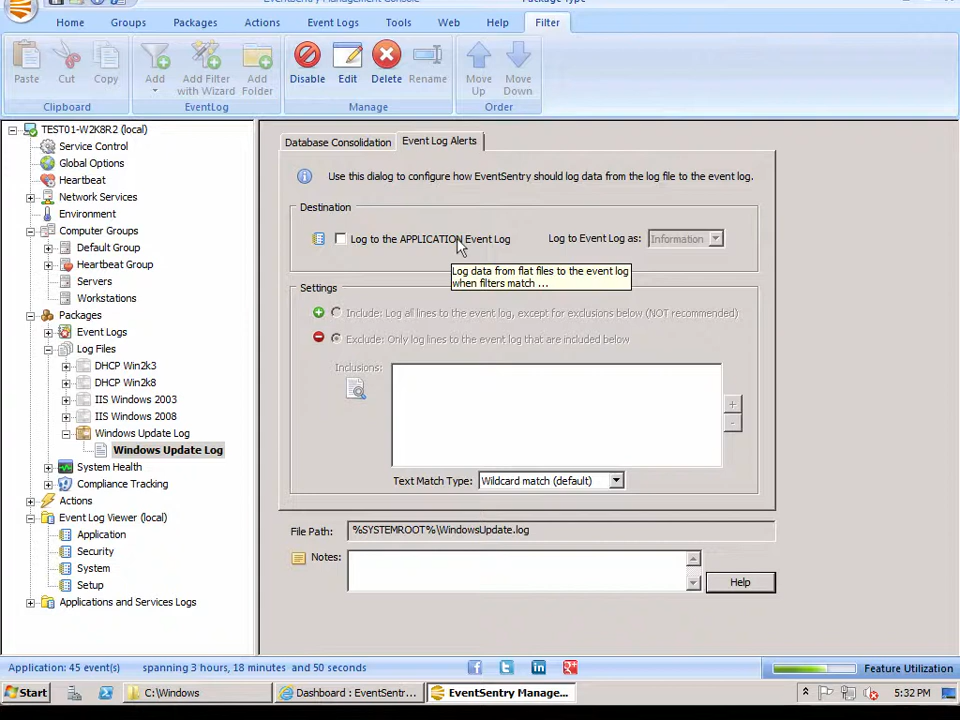 EventSentry Management Console
Package Type
Home Groups Packages Actions Event Logs Tools Web Help Filter
Paste Cut Copy Add Add Filter with Wizard Add Folder Disable Edit Delete Rename Move Up Move Down
Clipboard EventLog Manage Order
TEST01-W2K8R2 (local)
Service Control
Global Options
Heartbeat
Network Services
Environment
Computer Groups
Default Group
Heartbeat Group
Servers
Workstations
Packages
Event Logs
Log Files
DHCP Win2k3
DHCP Win2k8
IIS Windows 2003
IIS Windows 2008
Windows Update Log
Windows Update Log
System Health
Compliance Tracking
Actions
Event Log Viewer (local)
Application
Security
System
Setup
Applications and Services Logs
Database Consolidation Event Log Alerts
Use this dialog to configure how EventSentry should log data from the log file to the event log.
Destination
Log to the APPLICATION Event Log Log to Event Log as: Information
Log data from flat files to the event log
when filters match ...
Settings
Include: Log all lines to the event log, except for exclusions below (NOT recommended)
Exclude: Only log lines to the event log that are included below
Inclusions:
+
-
Text Match Type: Wildcard match (default)
File Path: %SYSTEMROOT%\WindowsUpdate.log
Notes:
Help
Application: 45 event(s) spanning 3 hours, 18 minutes and 50 seconds Feature Utilization
Start C:\Windows Dashboard : EventSentr... EventSentry Manage... 5:32 PM